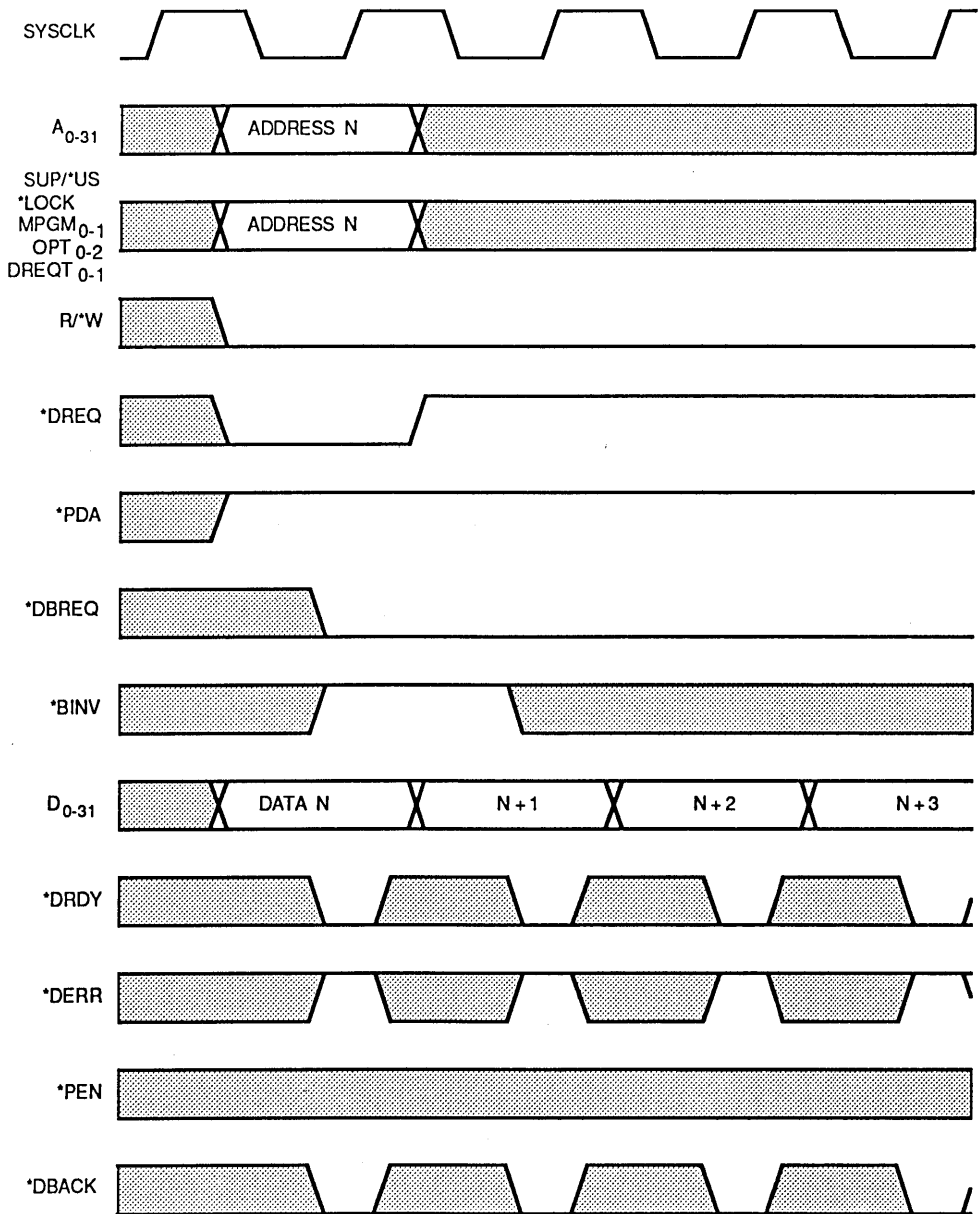 SYSCLK
A0-31 ADDRESS N
SUP/*US
*LOCK
MPGM0-1 ADDRESS N
OPT0-2
DREQT0-1
R/*W
*DREQ
*PDA
*DBREQ
*BINV
D0-31 DATA N N + 1 N + 2 N + 3
*DRDY
*DERR
*PEN
*DBACK